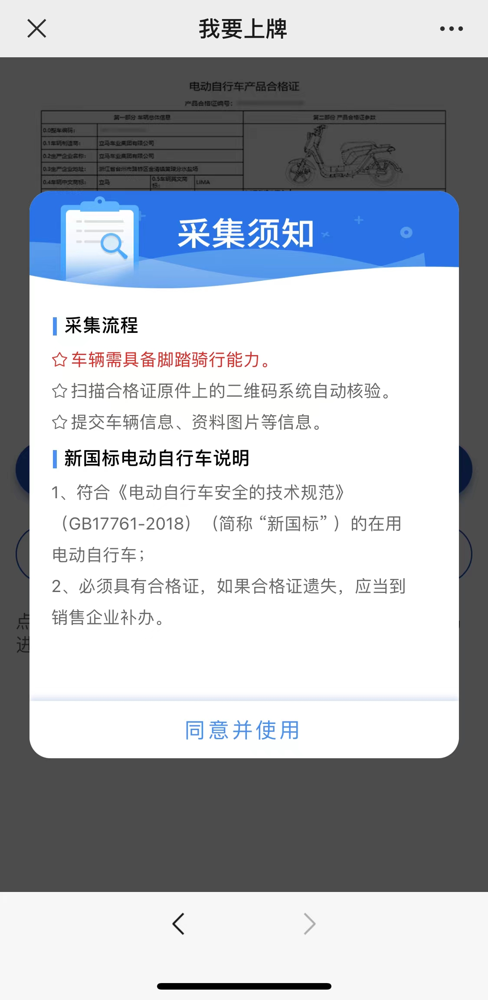 我要上牌
电动自行车产品合格证
产品合格证编号：
第一部分 车辆总体信息
第二部份 产品合格证参数
0.0整车编码：
0.1车辆制造商： 立马车业集团有限公司
0.2生产企业名称： 立马车业集团有限公司
0.3生产企业地址： 浙江省台州市路桥区金清镇黄琅分水盐场
0.4车辆中文商标： 立马 0.5车辆英文商标： LIMA
采集须知
采集流程
☆车辆需具备脚踏骑行能力。
☆扫描合格证原件上的二维码系统自动核验。
☆提交车辆信息、资料图片等信息。
新国标电动自行车说明
1、符合《电动自行车安全的技术规范》
（GB17761-2018）（简称“新国标”）的在用
电动自行车；
2、必须具有合格证，如果合格证遗失，应当到
销售企业补办。
点
进
同意并使用